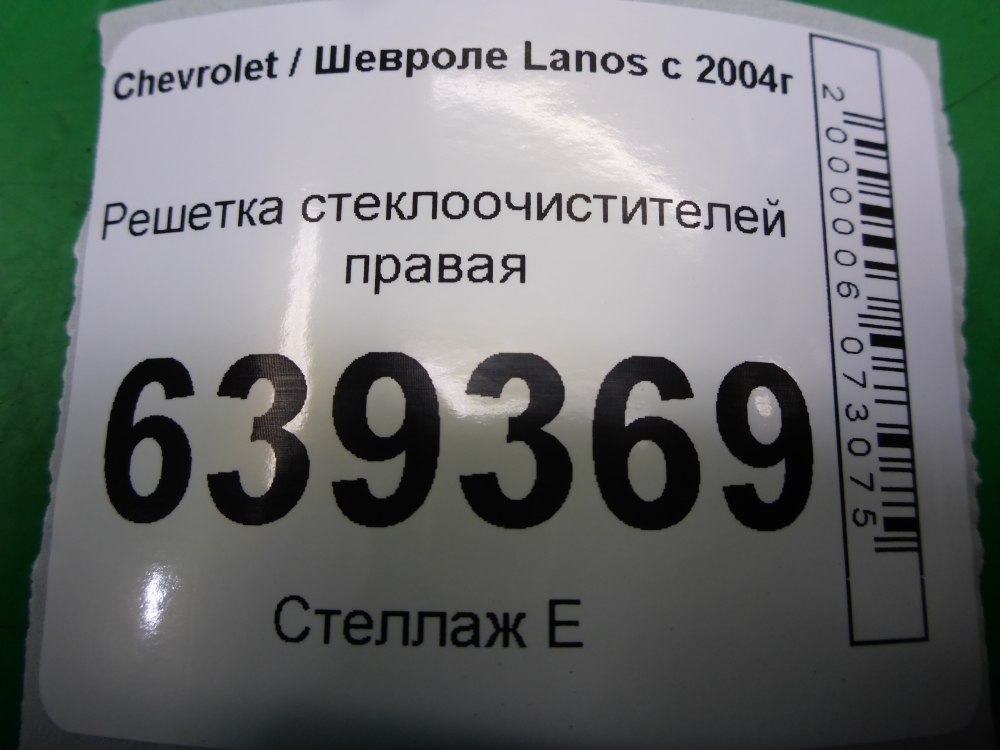 Chevrolet / Шевроле Lanos с 2004г
Решетка стеклоочистителей
правая
639369
Стеллаж Е
2000006073075